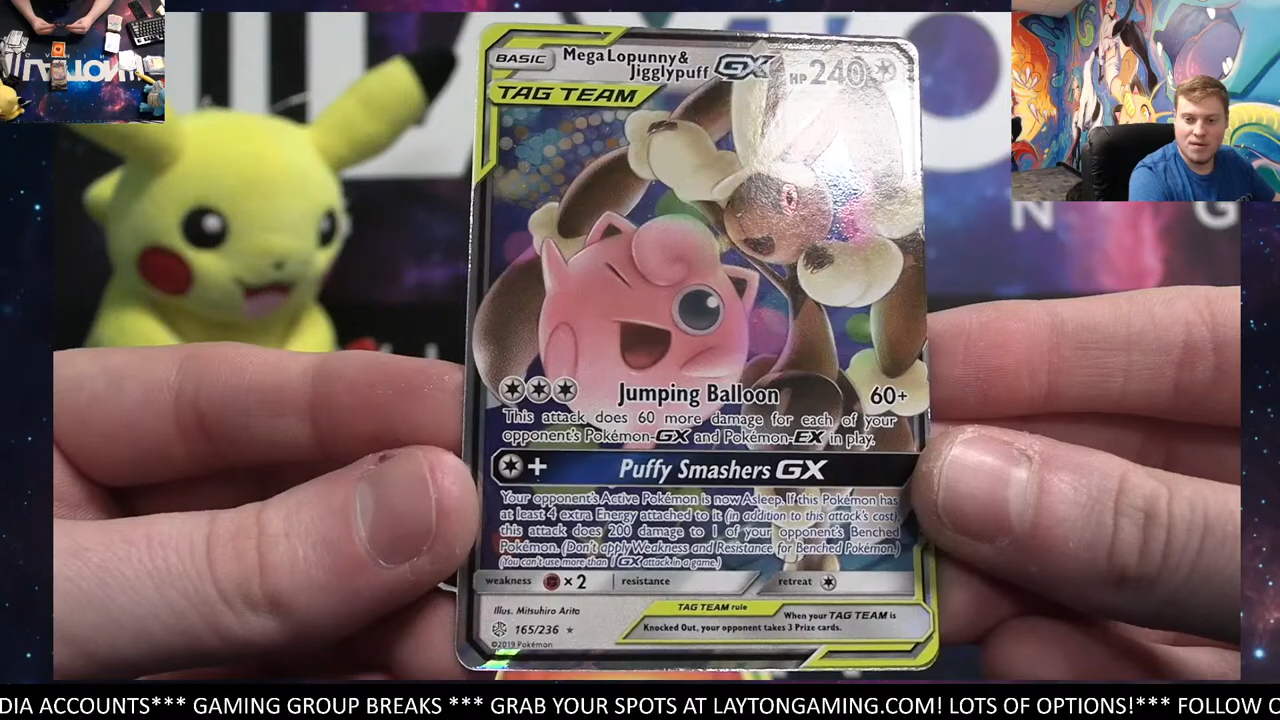 BASIC
Mega Lopunny &
Jigglypuff GX
HP 240
TAG TEAM
Jumping Balloon 60+
This attack does 60 more damage for each of your
opponent's Pokémon-GX and Pokémon-EX in play.
+ Puffy Smashers GX
Your opponent's Active Pokémon is now Asleep. If this Pokémon has
at least 4 extra Energy attached to it (in addition to this attack's cost),
this attack does 200 damage to 1 of your opponent's Benched
Pokémon. (Don't apply Weakness and Resistance for Benched Pokémon.)
(You can't use more than 1 GX attack in a game.)
weakness ×2 resistance retreat
Illus. Mitsuhiro Arita
165/236 ★
©2019 Pokémon
TAG TEAM rule
When your TAG TEAM is
Knocked Out, your opponent takes 3 Prize cards.
N G
DIA ACCOUNTS*** GAMING GROUP BREAKS *** GRAB YOUR SPOTS AT LAYTONGAMING.COM! LOTS OF OPTIONS!*** FOLLOW